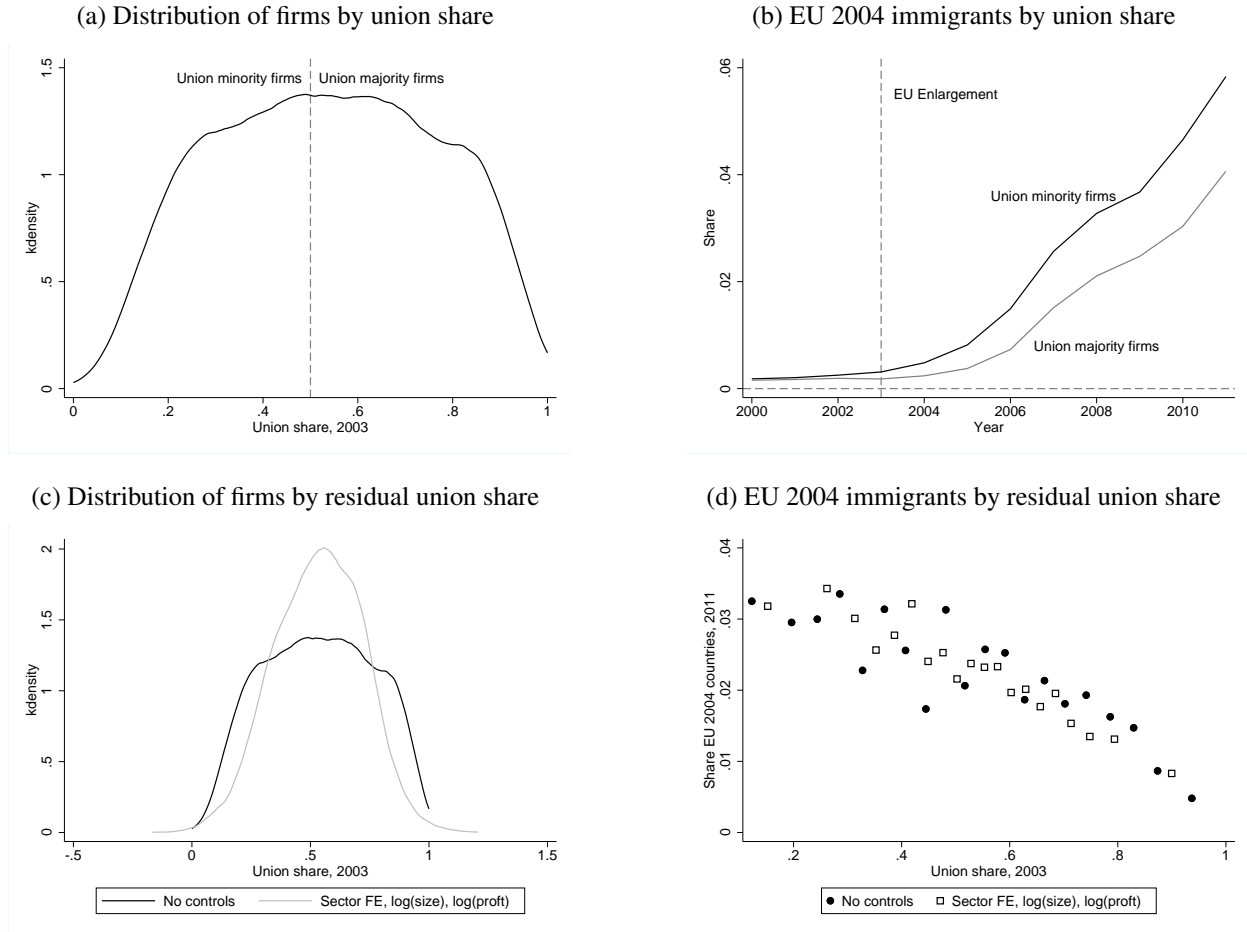 (a) Distribution of firms by union share
kdensity
1.5
1
.5
0
Union minority firms
Union majority firms
0 .2 .4 .6 .8 1
Union share, 2003
(b) EU 2004 immigrants by union share
Share
.06
.04
.02
0
EU Enlargement
Union minority firms
Union majority firms
2000 2002 2004 2006 2008 2010
Year
(c) Distribution of firms by residual union share
kdensity
2
1.5
1
.5
0
-.5 0 .5 1 1.5
Union share, 2003
No controls
Sector FE, log(size), log(proft)
(d) EU 2004 immigrants by residual union share
Share EU 2004 countries, 2011
.04
.03
.02
.01
0
.2 .4 .6 .8 1
Union share, 2003
No controls
Sector FE, log(size), log(proft)